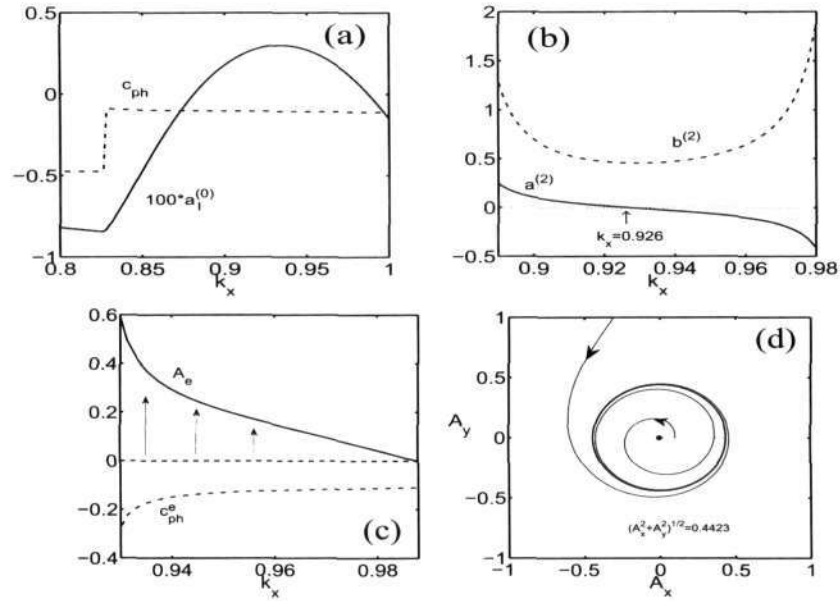 (a)
0.5
0
−0.5
−1
c_ph
100*a_l^(0)
0.8 0.85 0.9 0.95 1
k_x
(b)
2
1.5
1
0.5
0
−0.5
b^(2)
a^(2)
↑
k_x=0.926
0.9 0.92 0.94 0.96 0.98
k_x
(c)
0.6
0.4
0.2
0
−0.2
−0.4
A_e
c_ph^e
0.94 0.96 0.98
k_x
(d)
1
0.5
0
−0.5
−1
A_y
(A_x^2+A_y^2)^1/2=0.4423
−1 −0.5 0 0.5 1
A_x